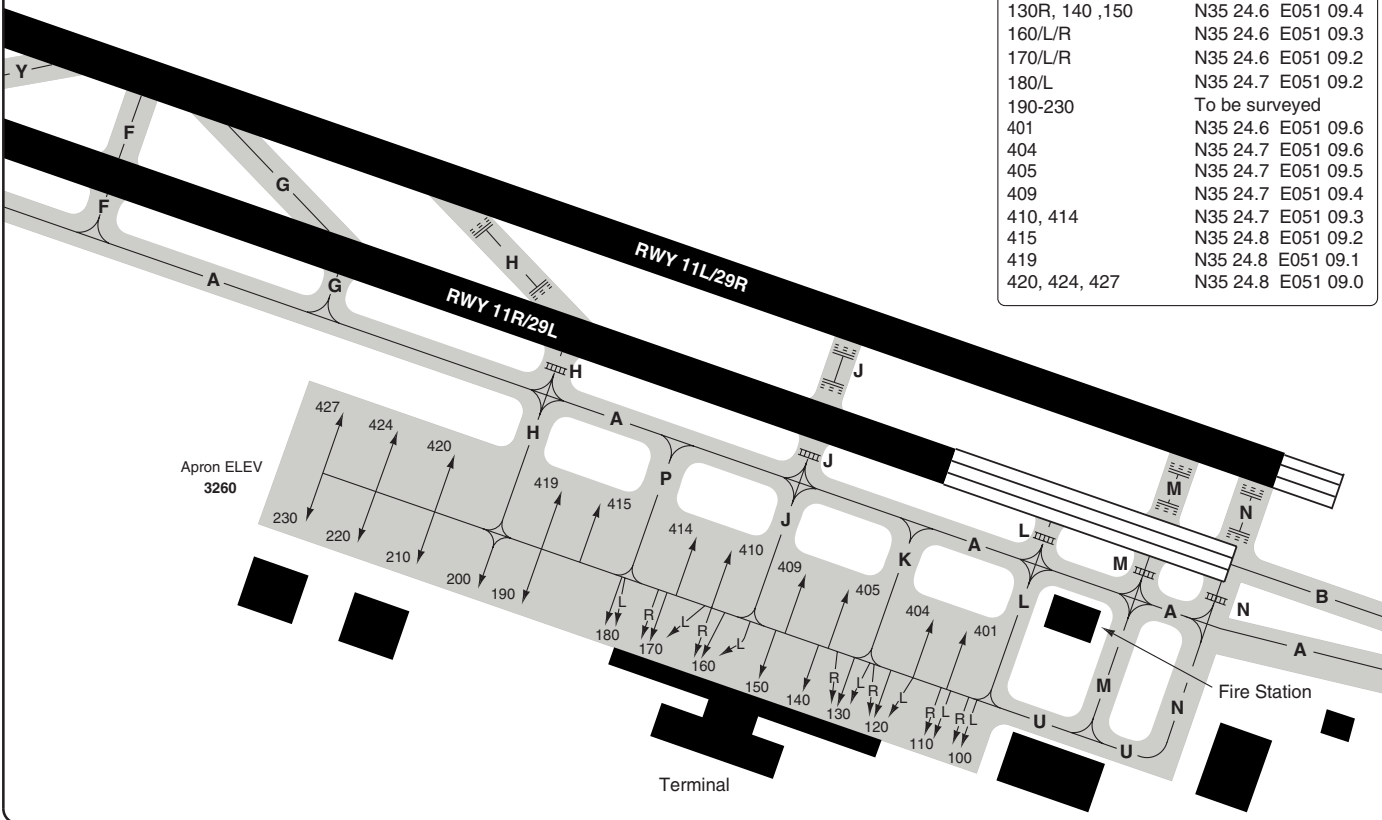 130R, 140 ,150 N35 24.6 E051 09.4
160/L/R N35 24.6 E051 09.3
170/L/R N35 24.6 E051 09.2
180/L N35 24.7 E051 09.2
190-230 To be surveyed
401 N35 24.6 E051 09.6
404 N35 24.7 E051 09.6
405 N35 24.7 E051 09.5
409 N35 24.7 E051 09.4
410, 414 N35 24.7 E051 09.3
415 N35 24.8 E051 09.2
419 N35 24.8 E051 09.1
420, 424, 427 N35 24.8 E051 09.0
Y
F
F
G
G
H
H
H
A
A
RWY 11L/29R
RWY 11R/29L
J
J
J
P
K
A
L
L
M
M
M
N
N
N
A
A
B
U
U
Apron ELEV
3260
427
424
420
419
415
414
410
409
405
404
401
230
220
210
200
190
L
180
R
170
L
R
160
L
150
140
R
130
L
R
120
L
R
L
110
R
L
100
Fire Station
Terminal